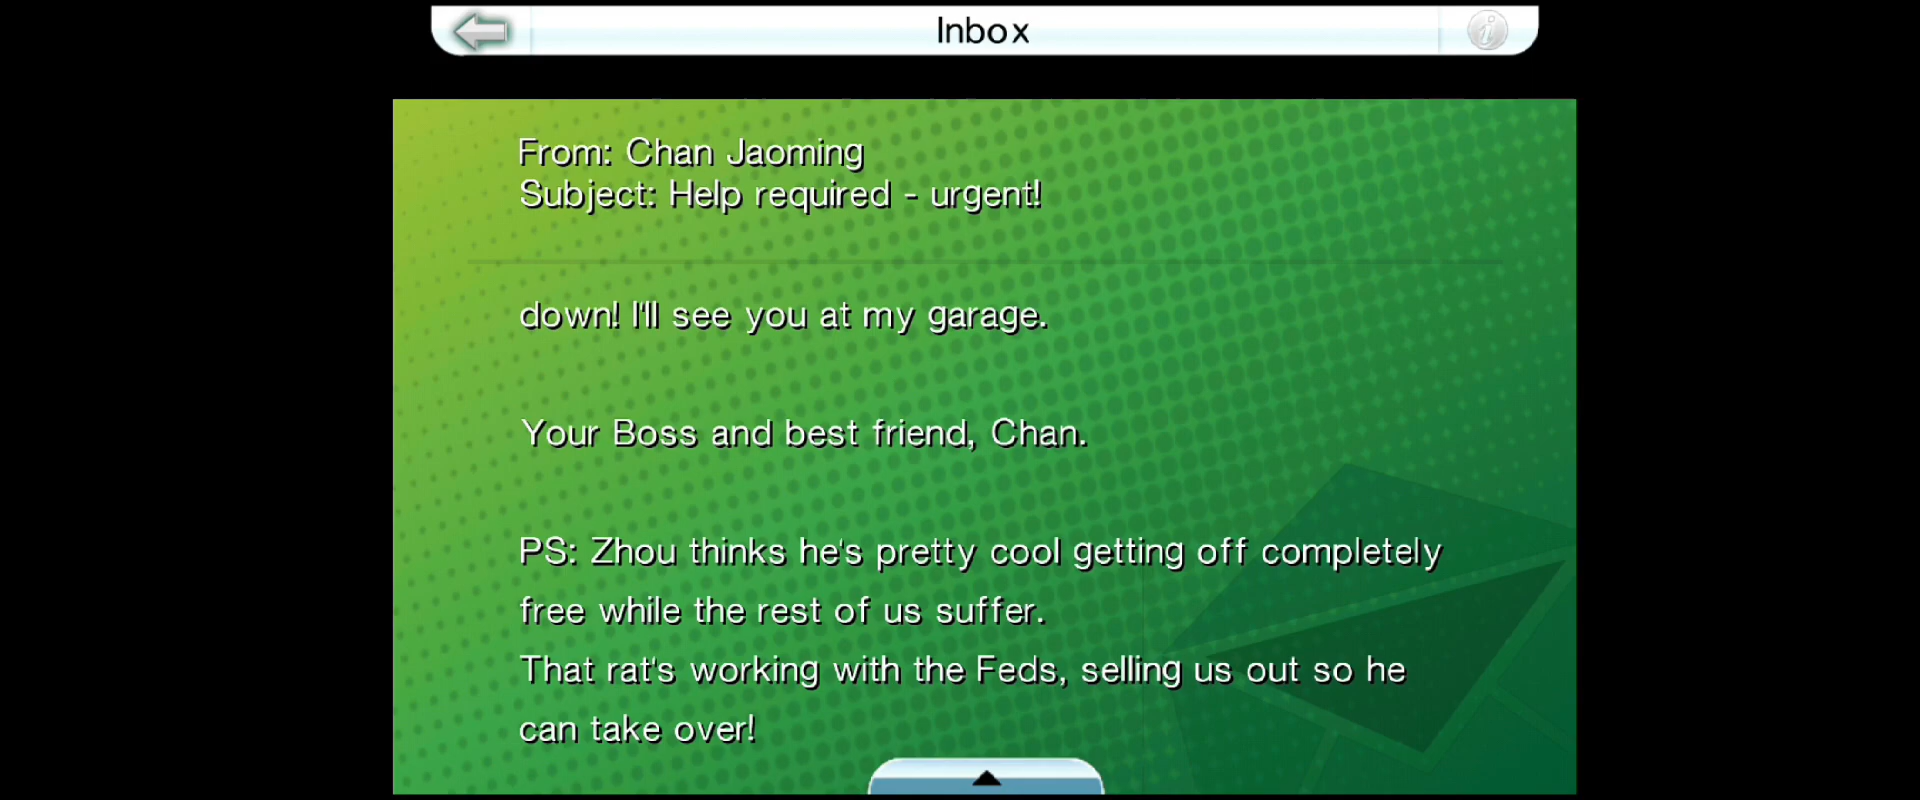 Inbox
From: Chan Jaoming
Subject: Help required - urgent!
down! I'll see you at my garage.
Your Boss and best friend, Chan.
PS: Zhou thinks he's pretty cool getting off completely
free while the rest of us suffer.
That rat's working with the Feds, selling us out so he
can take over!